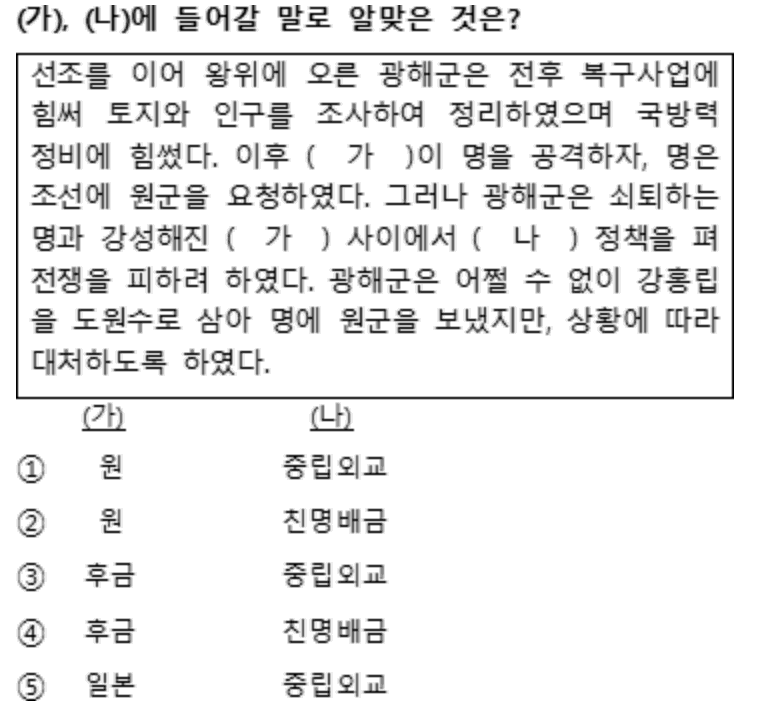 (가), (나)에 들어갈 말로 알맞은 것은?
선조를 이어 왕위에 오른 광해군은 전후 복구사업에
힘써 토지와 인구를 조사하여 정리하였으며 국방력
정비에 힘썼다. 이후 ( 가 )이 명을 공격하자, 명은
조선에 원군을 요청하였다. 그러나 광해군은 쇠퇴하는
명과 강성해진 ( 가 ) 사이에서 ( 나 ) 정책을 펴
전쟁을 피하려 하였다. 광해군은 어쩔 수 없이 강홍립
을 도원수로 삼아 명에 원군을 보냈지만, 상황에 따라
대처하도록 하였다.
(가) (나)
① 원 중립외교
② 원 친명배금
③ 후금 중립외교
④ 후금 친명배금
⑤ 일본 중립외교